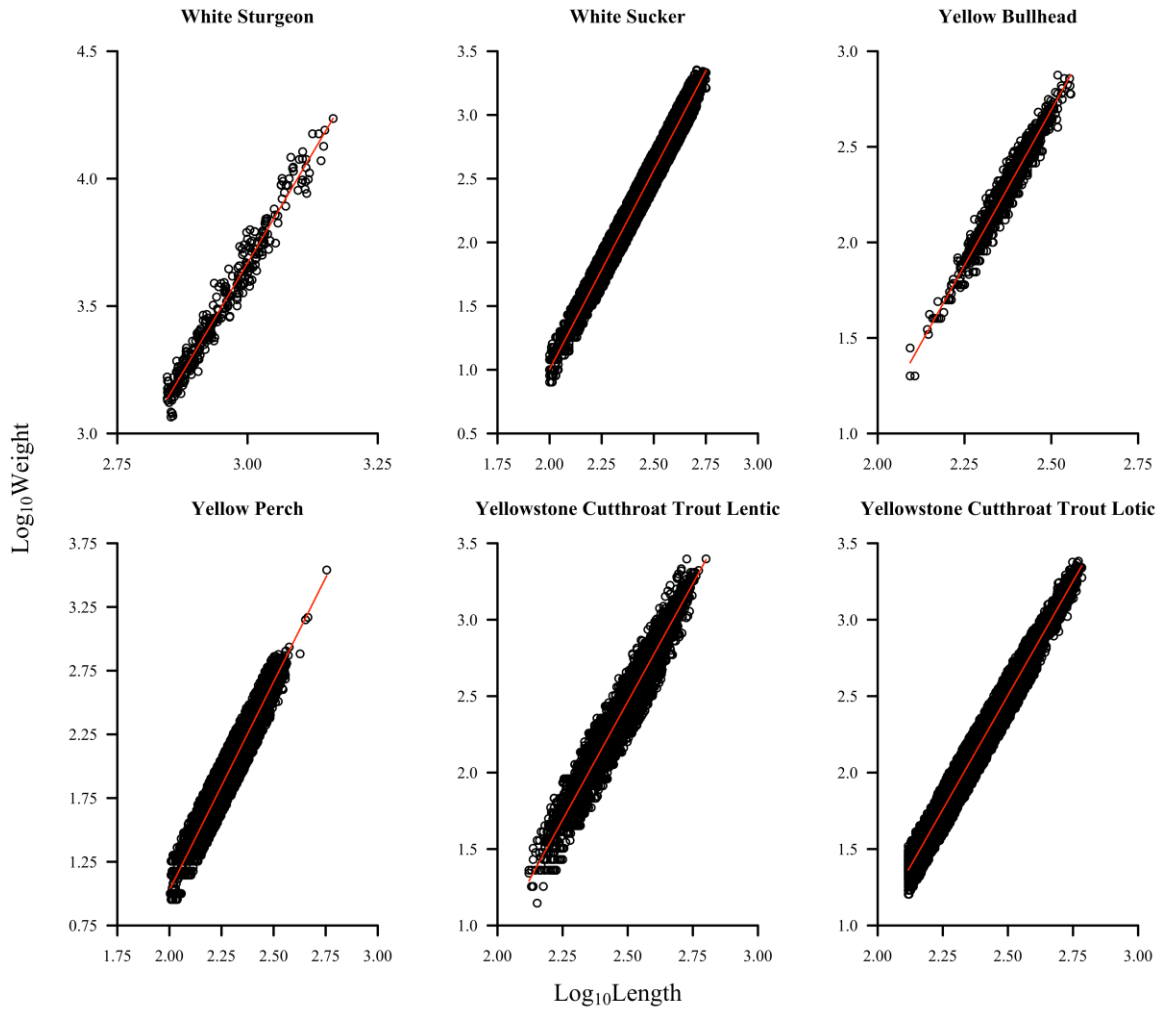 White Sturgeon
White Sucker
Yellow Bullhead
4.5
4.0
3.5
3.0
2.75 3.00 3.25
3.5
3.0
2.5
2.0
1.5
1.0
0.5
1.75 2.00 2.25 2.50 2.75 3.00
3.0
2.5
2.0
1.5
1.0
2.00 2.25 2.50 2.75
Log10Weight
Yellow Perch
Yellowstone Cutthroat Trout Lentic
Yellowstone Cutthroat Trout Lotic
3.75
3.25
2.75
2.25
1.75
1.25
0.75
1.75 2.00 2.25 2.50 2.75 3.00
3.5
3.0
2.5
2.0
1.5
1.0
2.00 2.25 2.50 2.75 3.00
3.5
3.0
2.5
2.0
1.5
1.0
2.00 2.25 2.50 2.75 3.00
Log10Length